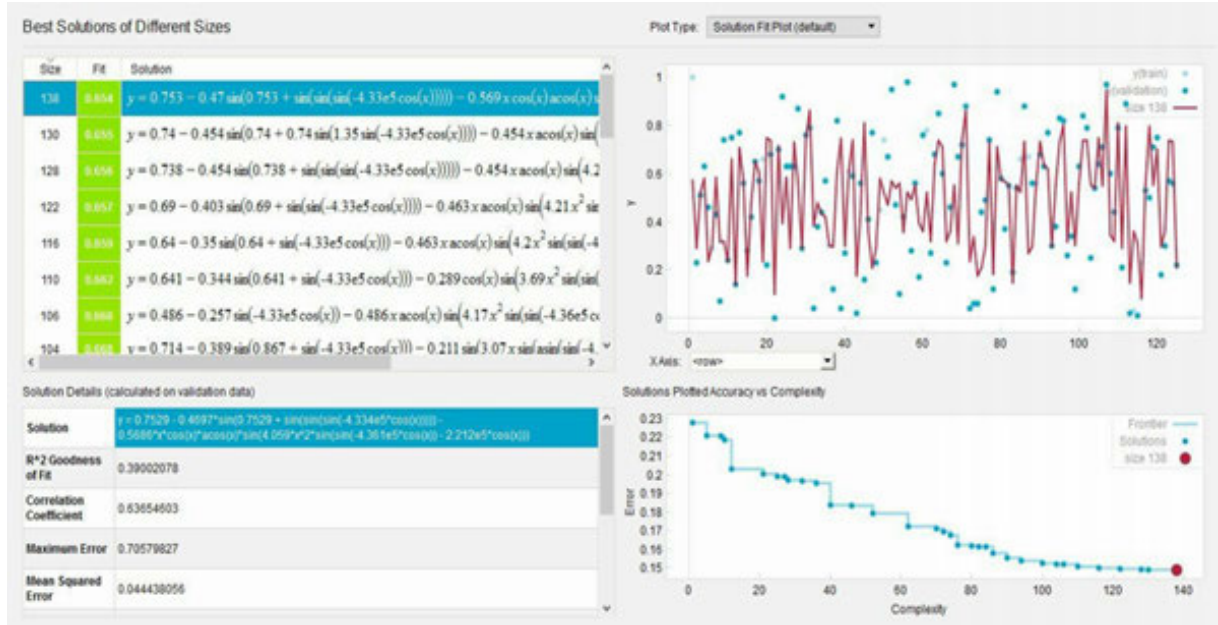 Best Solutions of Different Sizes
Plot Type: Solution Fit Plot (default)
Size Fit Solution
138 0.654 y = 0.753 − 0.47 sin(0.753 + sin(sin(sin(-4.33e5 cos(x))))) − 0.569 x cos(x) acos(x) s
130 0.655 y = 0.74 − 0.454 sin(0.74 + 0.74 sin(1.35 sin(-4.33e5 cos(x)))) − 0.454 x acos(x) sin(
128 0.656 y = 0.738 − 0.454 sin(0.738 + sin(sin(sin(-4.33e5 cos(x))))) − 0.454 x acos(x) sin(4.2
122 0.657 y = 0.69 − 0.403 sin(0.69 + sin(sin(-4.33e5 cos(x)))) − 0.463 x acos(x) sin(4.21 x² sin
116 0.659 y = 0.64 − 0.35 sin(0.64 + sin(-4.33e5 cos(x))) − 0.463 x acos(x) sin(4.2 x² sin(sin(-4
110 0.662 y = 0.641 − 0.344 sin(0.641 + sin(-4.33e5 cos(x))) − 0.289 cos(x) sin(3.69 x² sin(sin(
106 y = 0.486 − 0.257 sin(-4.33e5 cos(x)) − 0.486 x acos(x) sin(4.17 x² sin(sin(-4.36e5 co
104 y = 0.714 − 0.389 sin(0.867 + sin(-4.33e5 cos(x))) − 0.211 sin(3.07 x sin(asin(sin(-4.
y(train)
(validation)
size 138
1
0.8
0.6
0.4
0.2
0
y
0 20 40 60 80 100 120
X Axis: <row>
Solution Details (calculated on validation data)
Solution
y = 0.7529 - 0.4697*sin(0.7529 + sin(sin(sin(-4.334e5*cos(x))))) -
0.5686*x*cos(x)*acos(x)*sin(4.059*x^2*sin(sin(-4.361e5*cos(x)) - 2.212e5*cos(x)))
R^2 Goodness
of Fit
0.39002078
Correlation
Coefficient
0.63654603
Maximum Error 0.70579827
Mean Squared
Error
0.044438056
Solutions Plotted Accuracy vs Complexity
Frontier
Solutions
size 138
0.23
0.22
0.21
0.2
0.19
0.18
0.17
0.16
0.15
Error
0 20 40 60 80 100 120 140
Complexity